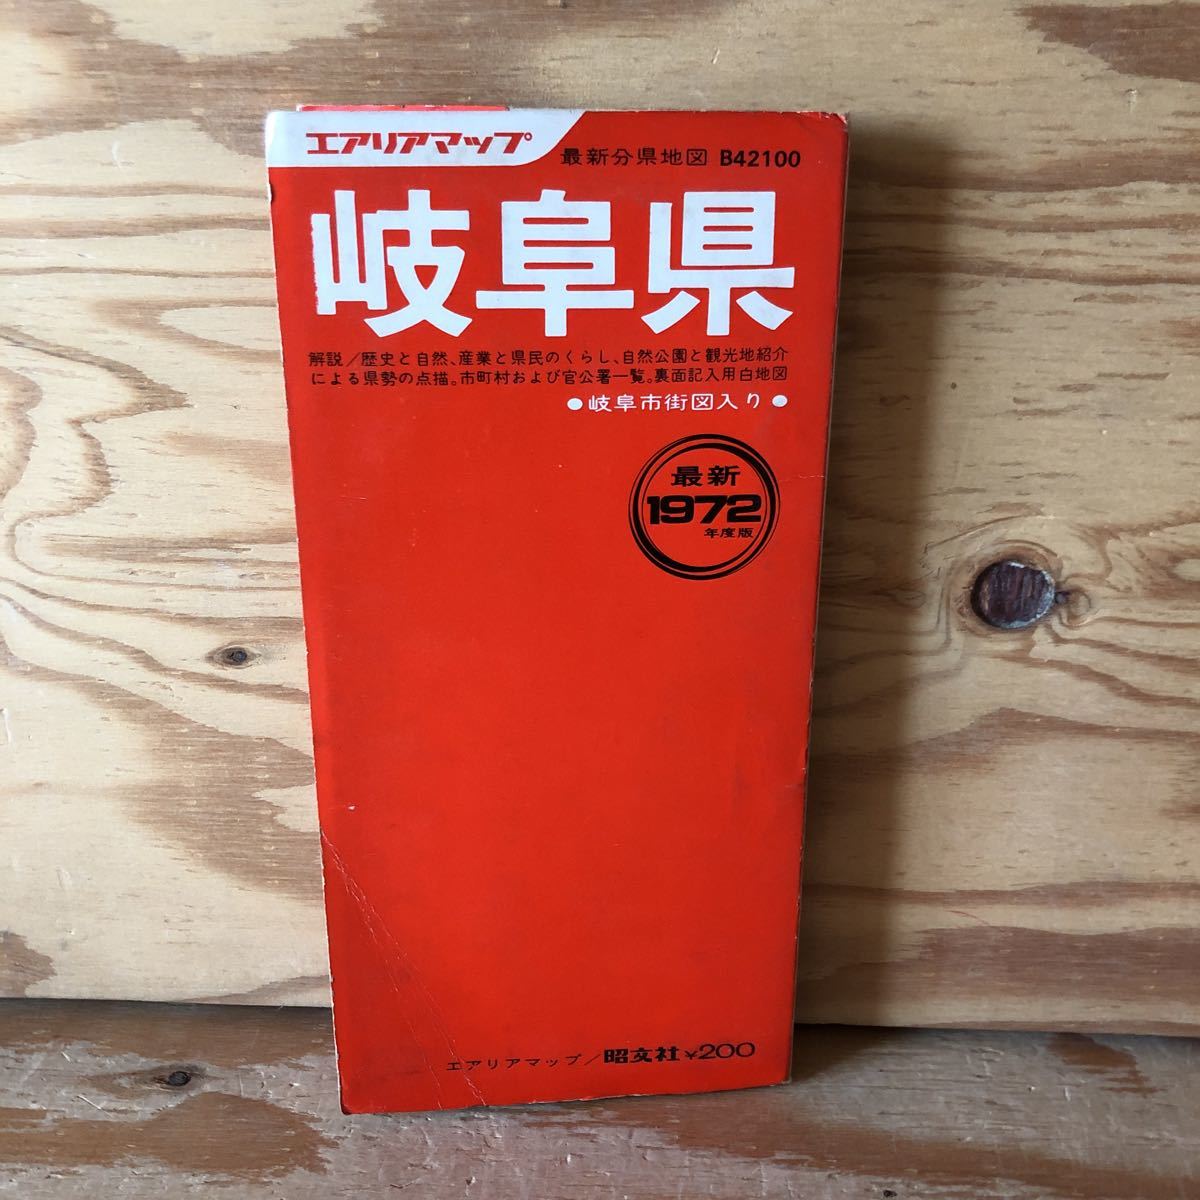 エアリアマップ
最新分県地図 B42100
岐阜県
解説/歴史と自然、産業と県民のくらし、自然公園と観光地紹介
による県勢の点描。市町村および官公署一覧。裏面記入用白地図
●岐阜市街図入り●
最新
1972
年度版
エアリアマップ/昭文社¥200